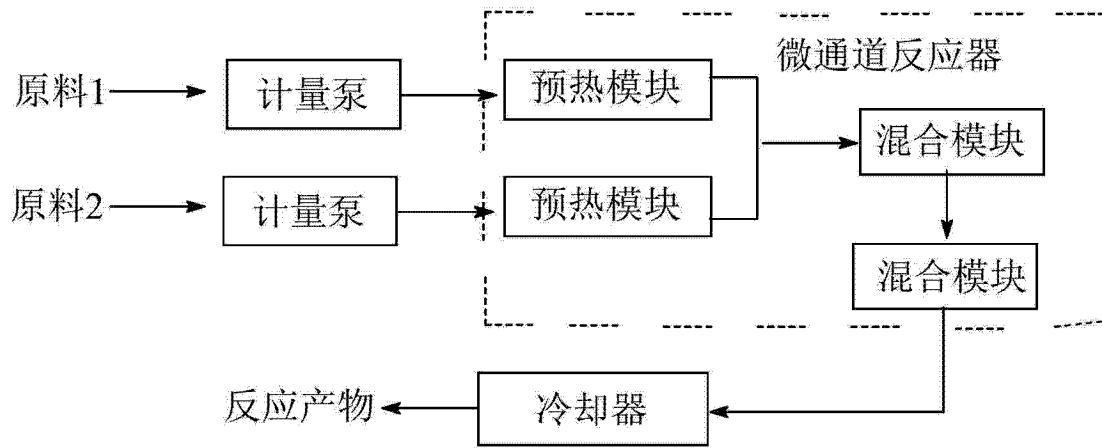 微通道反应器
原料1
计量泵
预热模块
混合模块
原料2
计量泵
预热模块
混合模块
反应产物
冷却器